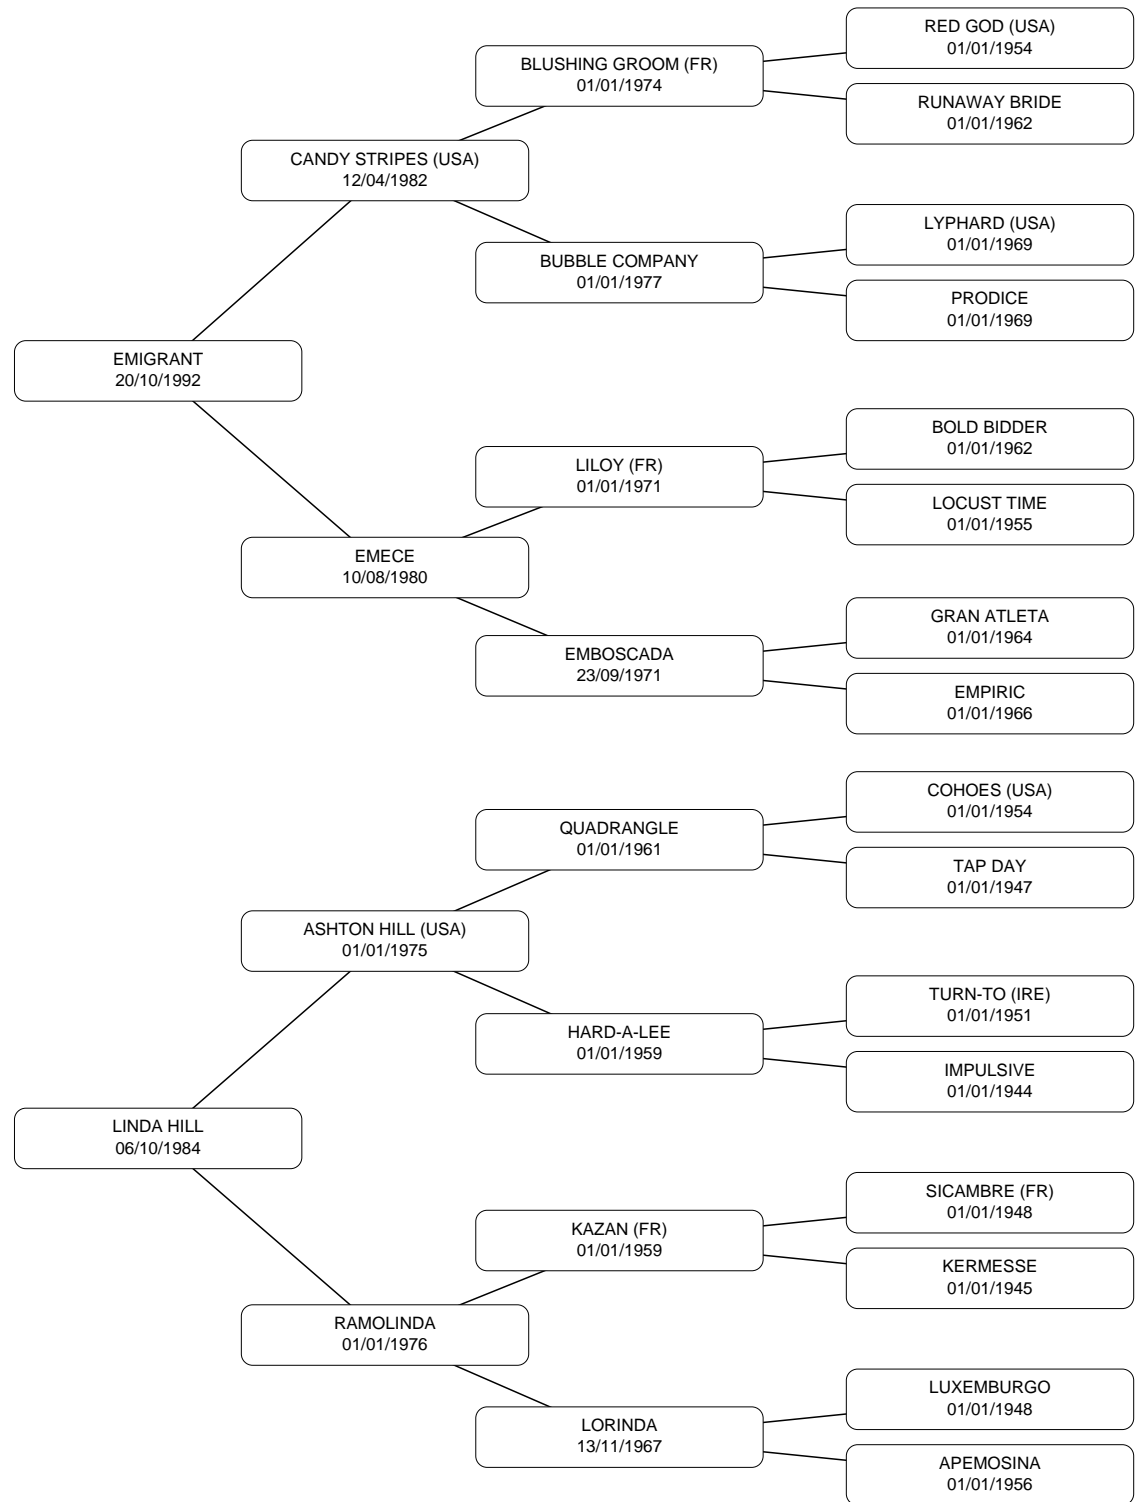 RED GOD (USA)
01/01/1954
BLUSHING GROOM (FR)
01/01/1974
RUNAWAY BRIDE
01/01/1962
CANDY STRIPES (USA)
12/04/1982
LYPHARD (USA)
01/01/1969
BUBBLE COMPANY
01/01/1977
PRODICE
01/01/1969
EMIGRANT
20/10/1992
BOLD BIDDER
01/01/1962
LILOY (FR)
01/01/1971
LOCUST TIME
01/01/1955
EMECE
10/08/1980
GRAN ATLETA
01/01/1964
EMBOSCADA
23/09/1971
EMPIRIC
01/01/1966
COHOES (USA)
01/01/1954
QUADRANGLE
01/01/1961
TAP DAY
01/01/1947
ASHTON HILL (USA)
01/01/1975
TURN-TO (IRE)
01/01/1951
HARD-A-LEE
01/01/1959
IMPULSIVE
01/01/1944
LINDA HILL
06/10/1984
SICAMBRE (FR)
01/01/1948
KAZAN (FR)
01/01/1959
KERMESSE
01/01/1945
RAMOLINDA
01/01/1976
LUXEMBURGO
01/01/1948
LORINDA
13/11/1967
APEMOSINA
01/01/1956